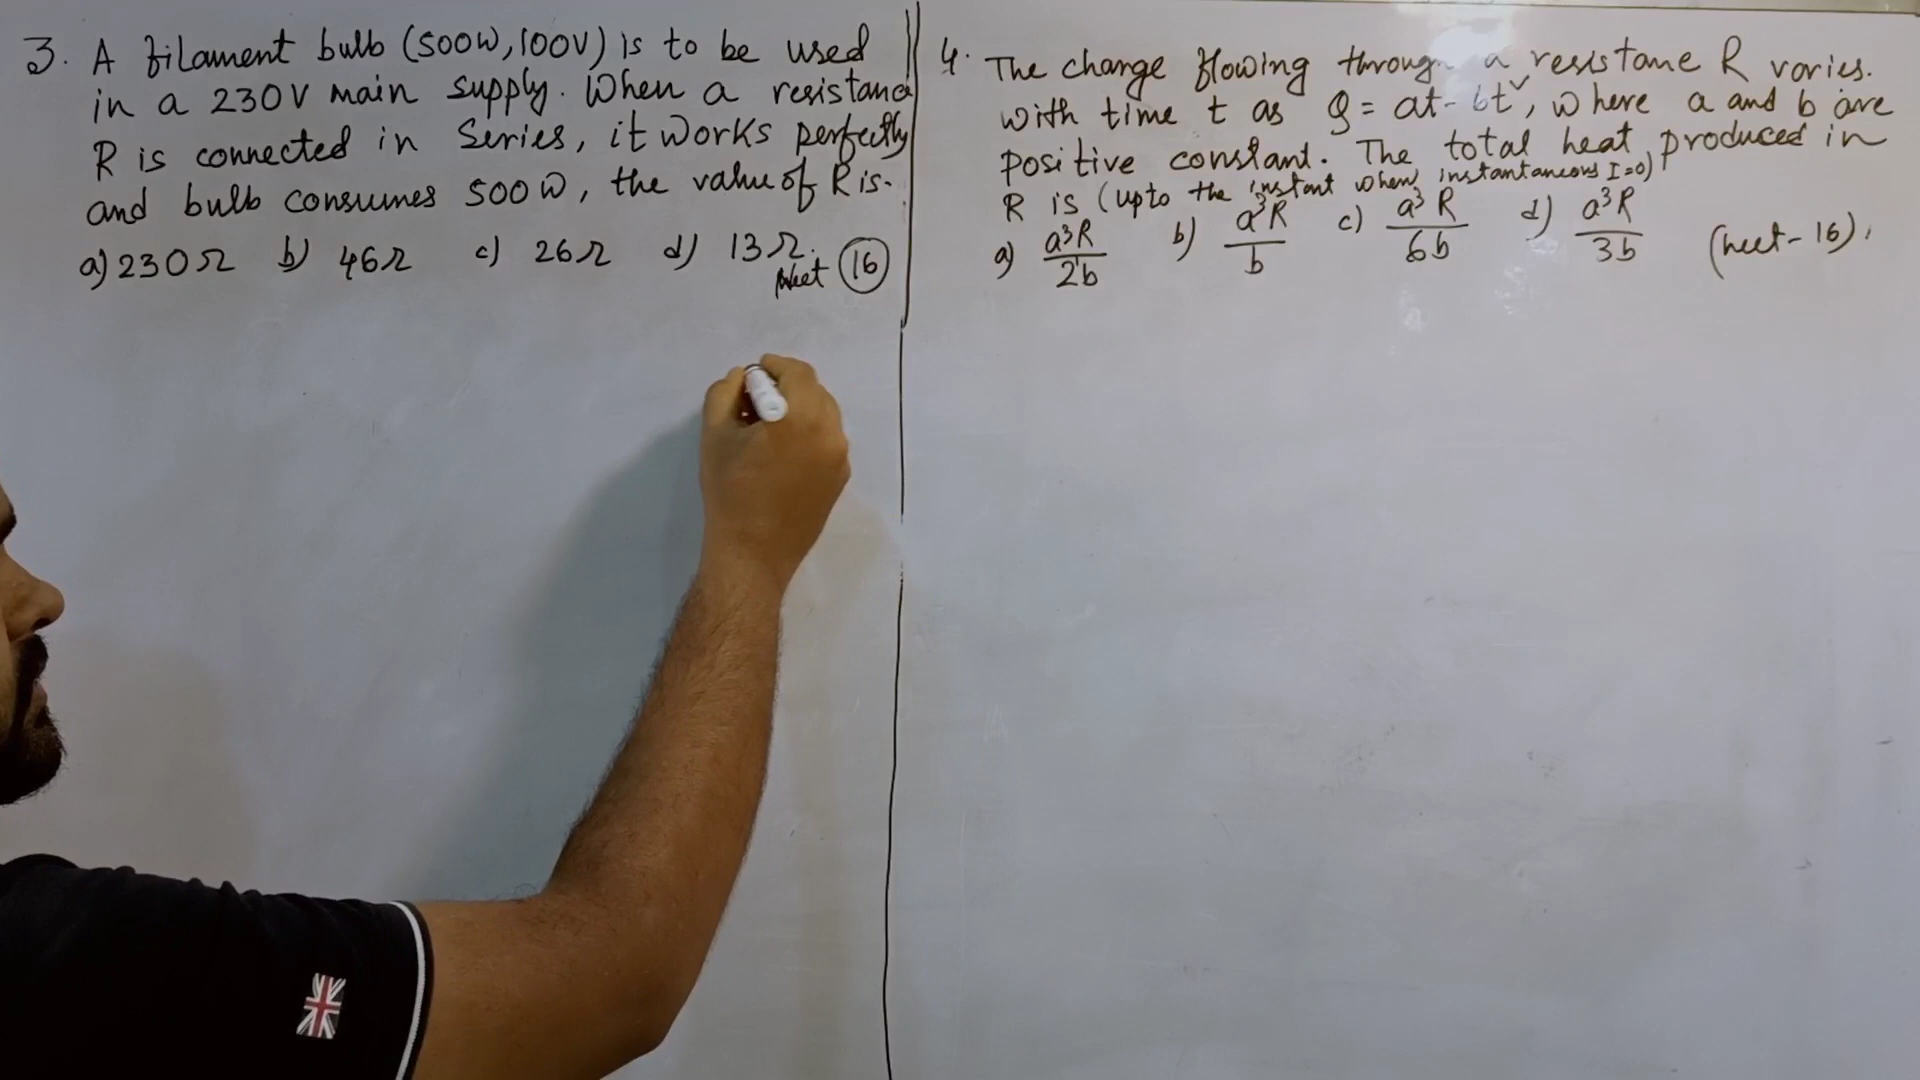 3. A filament bulb (500W, 100V) is to be used
in a 230V main supply. When a resistance
R is connected in Series, it works perfectly
and bulb consumes 500W, the value of R is.
a) 230Ω b) 46Ω c) 26Ω d) 13Ω.
Neet 16
4. The charge flowing through a resistance R varies.
with time t as Q = at - bt², where a and b are
positive constant. The total heat produced in
R is (upto the instant when instantaneous I=0)
a) a³R/2b b) a³R/b c) a³R/6b d) a³R/3b (neet-16),